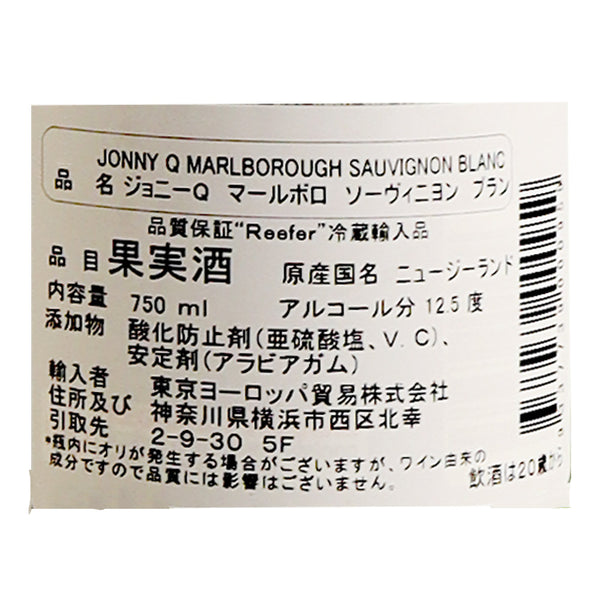 JONNY Q MARLBOROUGH SAUVIGNON BLANC
品 名 ジョニーQ マールボロ ソーヴィニヨン ブラン
品質保証“Reefer”冷蔵輸入品
品 目 果実酒 原産国名 ニュージーランド
内容量 750 ml アルコール分 12.5 度
添加物 酸化防止剤(亜硫酸塩、V.C)、
安定剤(アラビアガム)
輸入者 東京ヨーロッパ貿易株式会社
住所及び 神奈川県横浜市西区北幸
引取先 2-9-30 5F
*瓶内にオリが発生する場合がございますが、ワイン由来の
成分ですので品質には影響はございません。
飲酒は20歳から